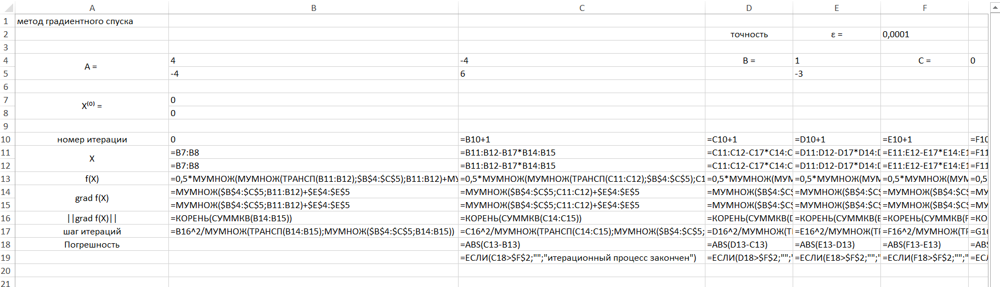 A B C D E F
1 метод градиентного спуска
2 точность ε = 0,0001
3
4 4 -4 B = 1 C = 0
A =
5 -4 6 -3
6
7 0
X⁽⁰⁾ =
8 0
9
10 номер итерации 0 =B10+1 =C10+1 =D10+1 =E10+1 =F10
11 =B7:B8 =B11:B12-B17*B14:B15 =C11:C12-C17*C14:C =D11:D12-D17*D14:D =E11:E12-E17*E14:E1 =F11
X
12 =B7:B8 =B11:B12-B17*B14:B15 =C11:C12-C17*C14:C =D11:D12-D17*D14:D =E11:E12-E17*E14:E1 =F11
13 f(X) =0,5*МУМНОЖ(МУМНОЖ(ТРАНСП(B11:B12);$B$4:$C$5);B11:B12)+МУ =0,5*МУМНОЖ(МУМНОЖ(ТРАНСП(C11:C12);$B$4:$C$5);C1 =0,5*МУМНОЖ(МУМ =0,5*МУМНОЖ(МУМ =0,5*МУМНОЖ(МУМ =0,5
14 =МУМНОЖ($B$4:$C$5;B11:B12)+$E$4:$E$5 =МУМНОЖ($B$4:$C$5;C11:C12)+$E$4:$E$5 =МУМНОЖ($B$4:$C$ =МУМНОЖ($B$4:$C$ =МУМНОЖ($B$4:$C$ =МУ
grad f(X)
15 =МУМНОЖ($B$4:$C$5;B11:B12)+$E$4:$E$5 =МУМНОЖ($B$4:$C$5;C11:C12)+$E$4:$E$5 =МУМНОЖ($B$4:$C$ =МУМНОЖ($B$4:$C$ =МУМНОЖ($B$4:$C$ =МУ
16 ||grad f(X)|| =КОРЕНЬ(СУММКВ(B14:B15)) =КОРЕНЬ(СУММКВ(C14:C15)) =КОРЕНЬ(СУММКВ(D =КОРЕНЬ(СУММКВ(E =КОРЕНЬ(СУММКВ(F =КО
17 шаг итераций =B16^2/МУМНОЖ(ТРАНСП(B14:B15);МУМНОЖ($B$4:$C$5;B14:B15)) =C16^2/МУМНОЖ(ТРАНСП(C14:C15);МУМНОЖ($B$4:$C$5; =D16^2/МУМНОЖ(Т =E16^2/МУМНОЖ(ТР =F16^2/МУМНОЖ(ТР =G16
18 Погрешность =ABS(C13-B13) =ABS(D13-C13) =ABS(E13-D13) =ABS(F13-E13) =ABS
19 =ЕСЛИ(C18>$F$2;"";"итерационный процесс закончен") =ЕСЛИ(D18>$F$2;"";" =ЕСЛИ(E18>$F$2;"";" =ЕСЛИ(F18>$F$2;"";" =ЕСЛ
20
21